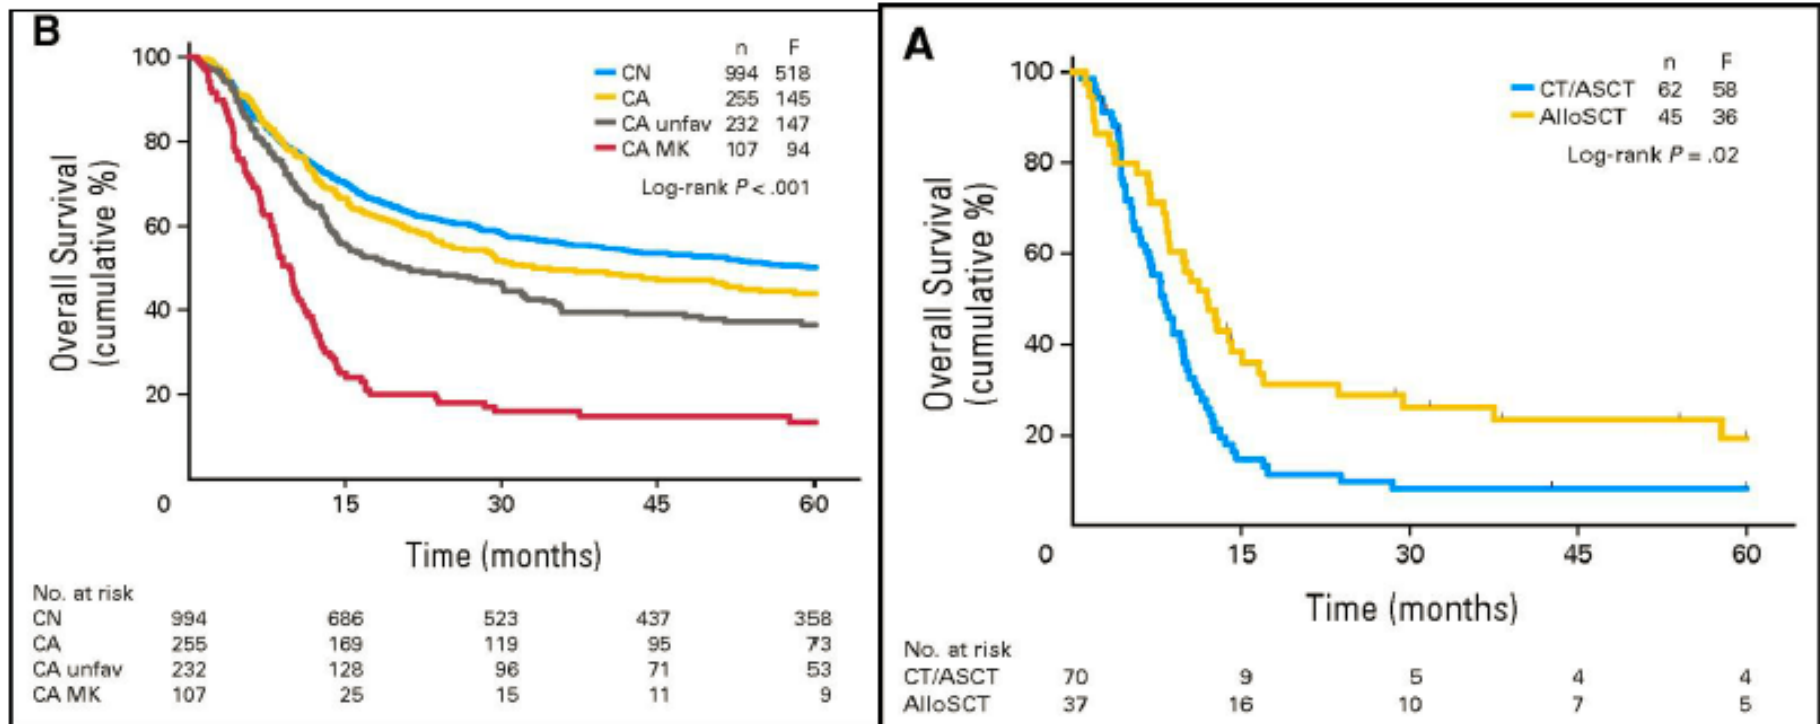 B
n F
CN 994 518
CA 255 145
CA unfav 232 147
CA MK 107 94
Log-rank P < .001
100
80
60
40
20
Overall Survival
(cumulative %)
0 15 30 45 60
Time (months)
No. at risk
CN 994 686 523 437 358
CA 255 169 119 95 73
CA unfav 232 128 96 71 53
CA MK 107 25 15 11 9
A
n F
CT/ASCT 62 58
AlloSCT 45 36
Log-rank P = .02
100
80
60
40
20
Overall Survival
(cumulative %)
0 15 30 45 60
Time (months)
No. at risk
CT/ASCT 70 9 5 4 4
AlloSCT 37 16 10 7 5